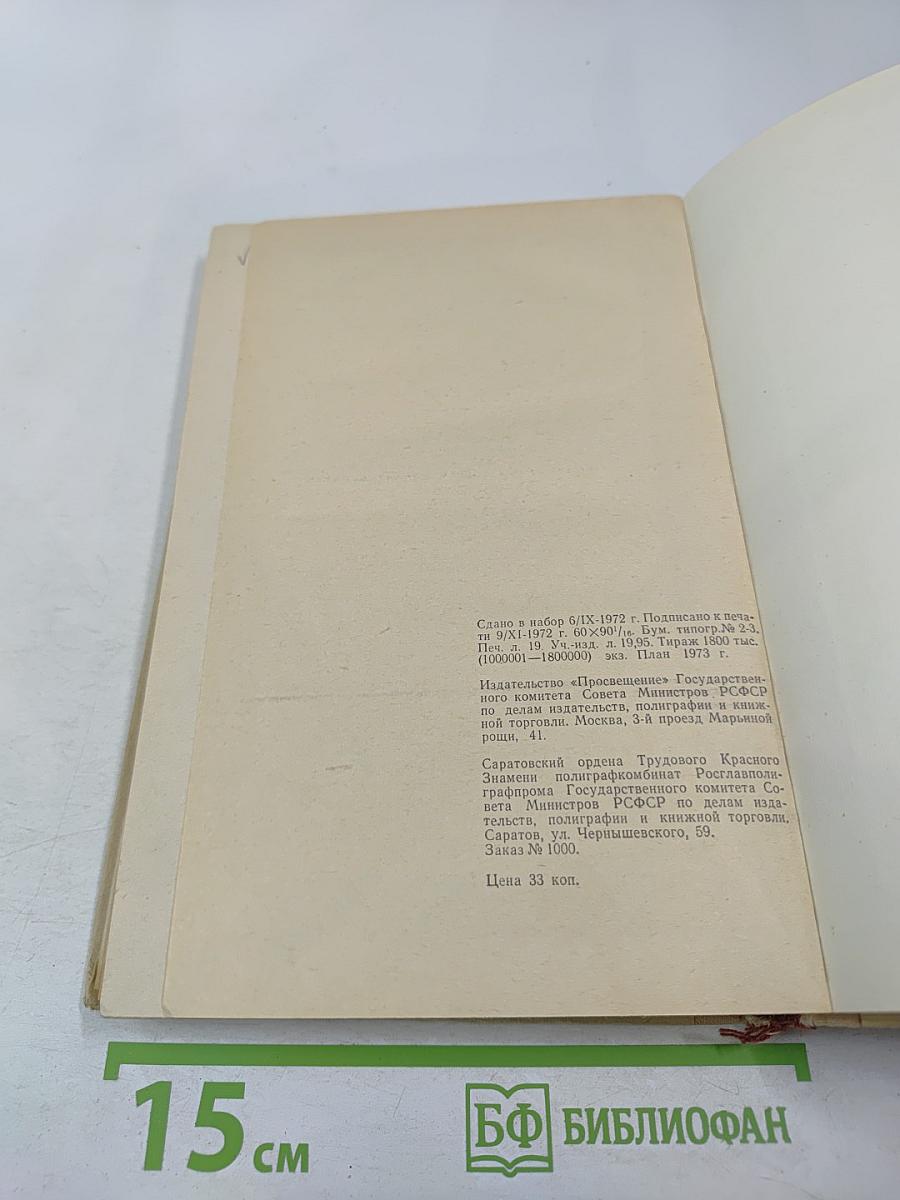 Сдано в набор 6/IX-1972 г. Подписано к печа-
ти 9/XI-1972 г. 60×90¹/₁₆. Бум. типогр.№ 2-3.
Печ. л. 19. Уч.-изд. л. 19,95. Тираж 1800 тыс.
(1000001—1800000) экз. План 1973 г.
Издательство «Просвещение» Государствен-
ного комитета Совета Министров РСФСР
по делам издательств, полиграфии и книж-
ной торговли. Москва, 3-й проезд Марьиной
рощи, 41.
Саратовский ордена Трудового Красного
Знамени полиграфкомбинат Росглавполи-
графпрома Государственного комитета Со-
вета Министров РСФСР по делам изда-
тельств, полиграфии и книжной торговли.
Саратов, ул. Чернышевского, 59.
Заказ № 1000.
Цена 33 коп.
15 см
БФ БИБЛИОФАН